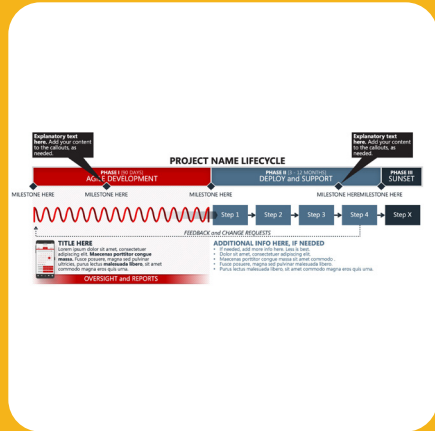 Explanatory text
here. Add your content
to the callouts, as
needed.
Explanatory text
here. Add your content
to the callouts, as
needed.
PROJECT NAME LIFECYCLE
PHASE I (90 DAYS)
AGILE DEVELOPMENT
PHASE II (3 - 12 MONTHS)
DEPLOY and SUPPORT
PHASE III
SUNSET
MILESTONE HERE
MILESTONE HERE
MILESTONE HERE
MILESTONE HERE
MILESTONE HERE
Step 1
Step 2
Step 3
Step 4
Step X
FEEDBACK and CHANGE REQUESTS
TITLE HERE
Lorem ipsum dolor sit amet, consectetuer
adipiscing elit. Maecenas porttitor congue
massa. Fusce posuere, magna sed pulvinar
ultricies, purus lectus malesuada libero, sit amet
commodo magna eros quis urna.
OVERSIGHT and REPORTS
ADDITIONAL INFO HERE, IF NEEDED
• If needed, add more info here. Less is best.
• Dolor sit amet, consectetuer adipiscing elit.
• Maecenas porttitor congue massa sit amet commodo .
• Fusce posuere, magna sed pulvinar malesuada libero.
• Purus lectus malesuada libero, sit amet commodo magna eros quis urna.